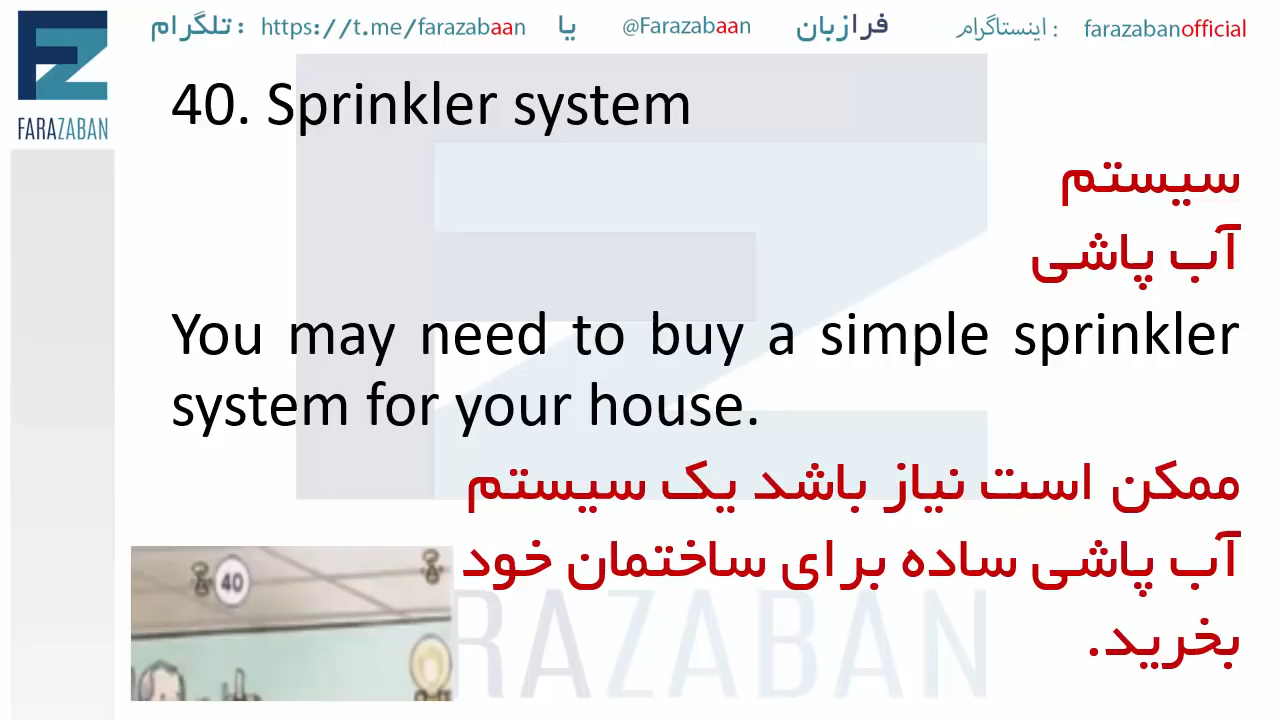 تلگرام : https://t.me/farazabaan یا @Farazabaan فرازبان اینستاگرام : farazabanofficial
FARAZABAN
40. Sprinkler system
سیستم
آب پاشی
You may need to buy a simple sprinkler
system for your house.
ممکن است نیاز باشد یک سیستم
آب پاشی ساده برای ساختمان خود
بخرید.
40
FARAZABAN